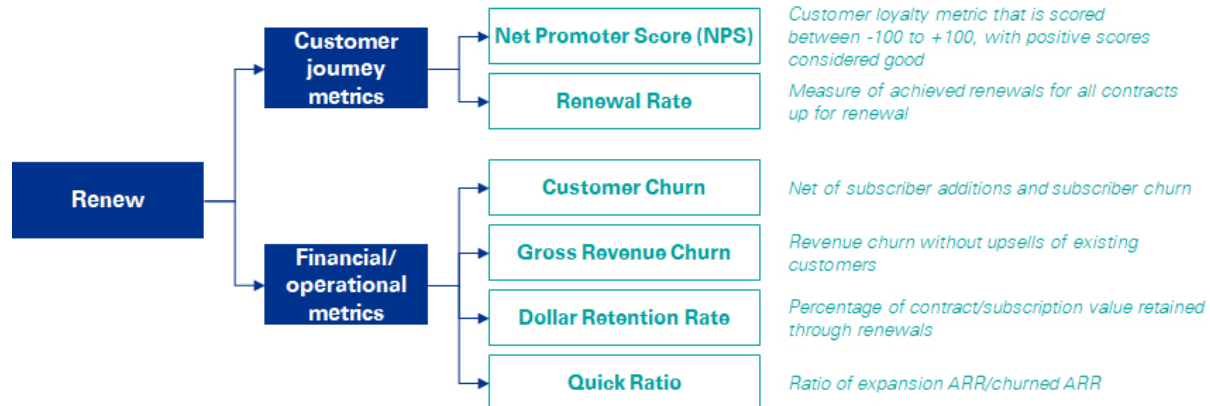 Renew
Customer
journey
metrics
Net Promoter Score (NPS)
Customer loyalty metric that is scored
between -100 to +100, with positive scores
considered good
Renewal Rate
Measure of achieved renewals for all contracts
up for renewal
Financial/
operational
metrics
Customer Churn
Net of subscriber additions and subscriber churn
Gross Revenue Churn
Revenue churn without upsells of existing
customers
Dollar Retention Rate
Percentage of contract/subscription value retained
through renewals
Quick Ratio
Ratio of expansion ARR/churned ARR